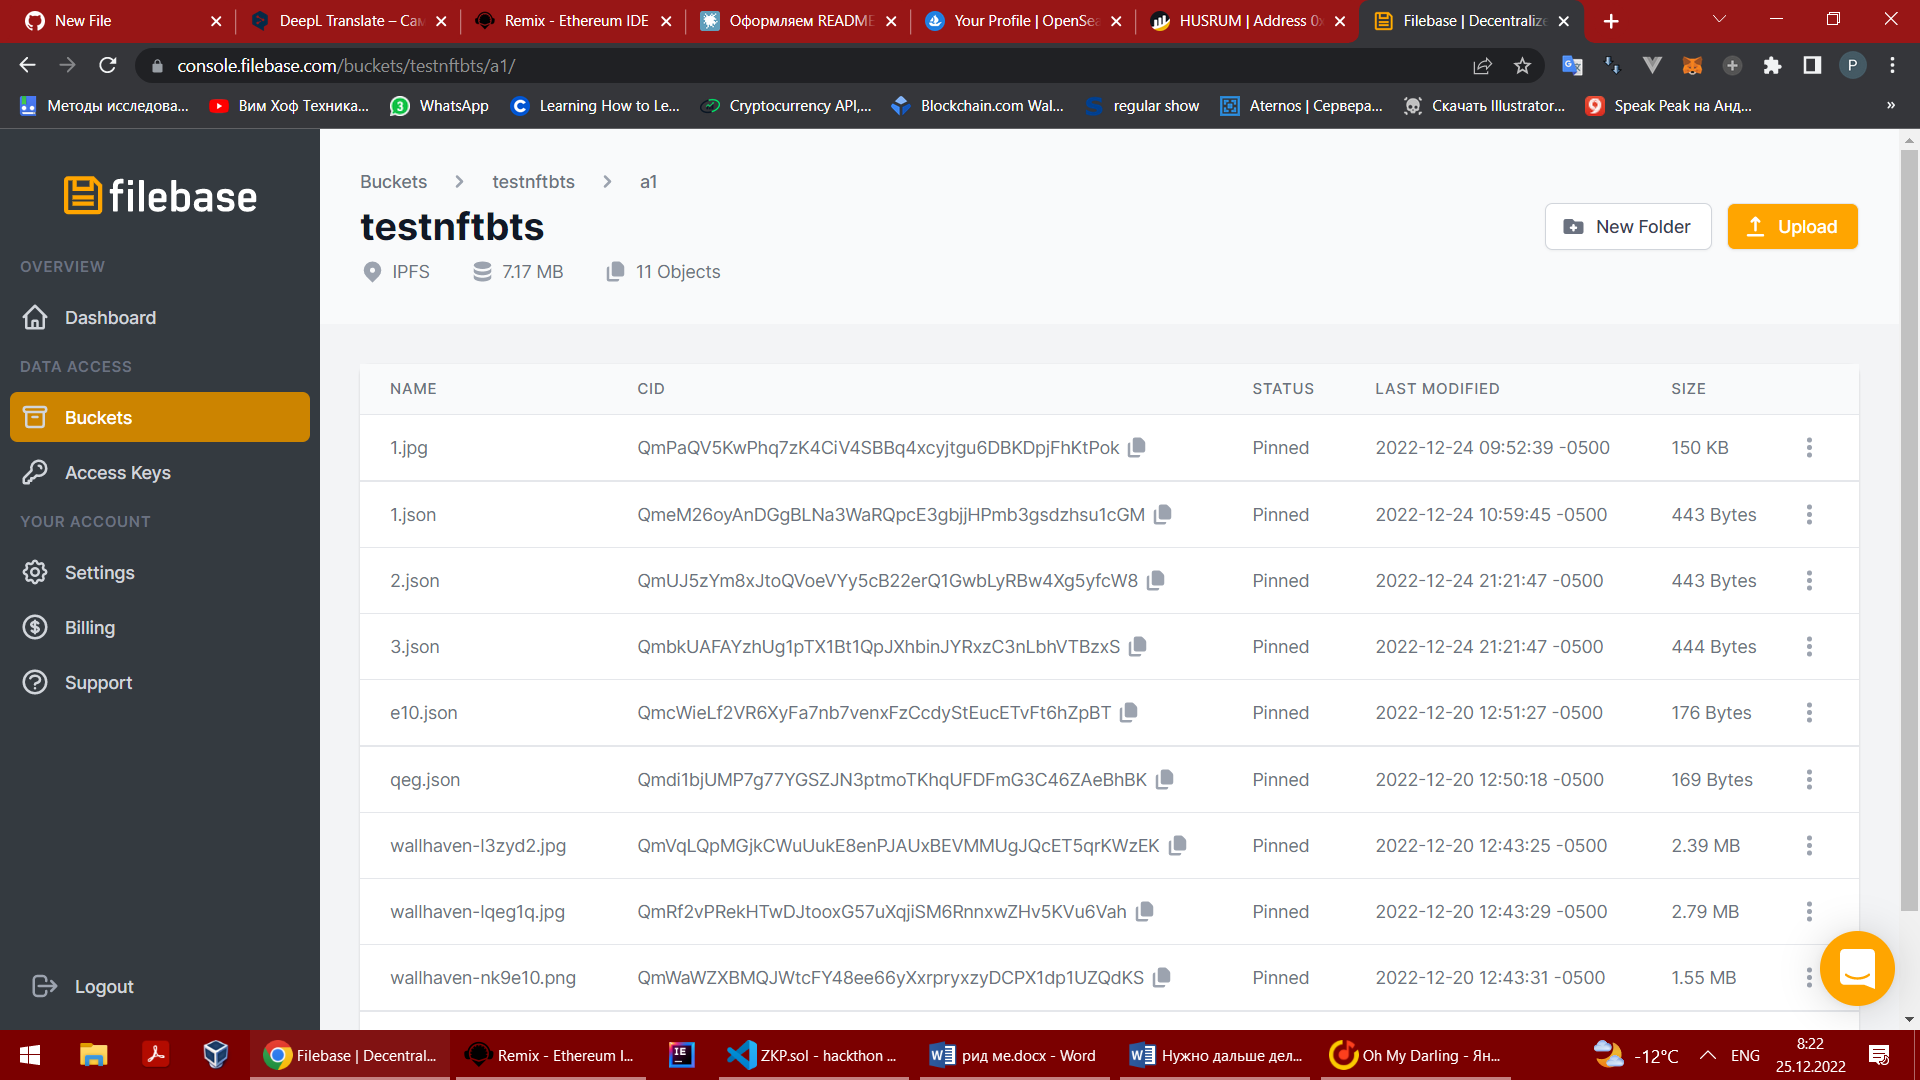 New File
DeepL Translate – Сам
Remix - Ethereum IDE
Оформляем README
Your Profile | OpenSea
HUSRUM | Address 0x
Filebase | Decentralize
console.filebase.com/buckets/testnftbts/a1/
P
Методы исследова...
Вим Хоф Техника...
3
WhatsApp
Learning How to Le...
Cryptocurrency API,...
Blockchain.com Wal...
regular show
Aternos | Сервера...
Скачать Illustrator...
Speak Peak на Анд...
»
filebase
OVERVIEW
Dashboard
DATA ACCESS
Buckets
Access Keys
YOUR ACCOUNT
Settings
Billing
Support
Logout
Buckets > testnftbts > a1
testnftbts
New Folder
Upload
IPFS
7.17 MB
11 Objects
NAME CID STATUS LAST MODIFIED SIZE
1.jpg QmPaQV5KwPhq7zK4CiV4SBBq4xcyjtgu6DBKDpjFhKtPok Pinned 2022-12-24 09:52:39 -0500 150 KB
1.json QmeM26oyAnDGgBLNa3WaRQpcE3gbjjHPmb3gsdzhsu1cGM Pinned 2022-12-24 10:59:45 -0500 443 Bytes
2.json QmUJ5zYm8xJtoQVoeVYy5cB22erQ1GwbLyRBw4Xg5yfcW8 Pinned 2022-12-24 21:21:47 -0500 443 Bytes
3.json QmbkUAFAYzhUg1pTX1Bt1QpJXhbinJYRxzC3nLbhVTBzxS Pinned 2022-12-24 21:21:47 -0500 444 Bytes
e10.json QmcWieLf2VR6XyFa7nb7venxFzCcdyStEucETvFt6hZpBT Pinned 2022-12-20 12:51:27 -0500 176 Bytes
qeg.json Qmdi1bjUMP7g77YGSZJN3ptmoTKhqUFDFmG3C46ZAeBhBK Pinned 2022-12-20 12:50:18 -0500 169 Bytes
wallhaven-l3zyd2.jpg QmVqLQpMGjkCWuUukE8enPJAUxBEVMMUgJQcET5qrKWzEK Pinned 2022-12-20 12:43:25 -0500 2.39 MB
wallhaven-lqeg1q.jpg QmRf2vPRekHTwDJtooxG57uXqjiSM6RnnxwZHv5KVu6Vah Pinned 2022-12-20 12:43:29 -0500 2.79 MB
wallhaven-nk9e10.png QmWaWZXBMQJWtcFY48ee66yXxrpryxzyDCPX1dp1UZQdKS Pinned 2022-12-20 12:43:31 -0500 1.55 MB
Filebase | Decentral...
Remix - Ethereum I...
IE
ZKP.sol - hackthon ...
рид ме.docx - Word
Нужно дальше дел...
Oh My Darling - Ян...
-12°C
ENG
8:22
25.12.2022